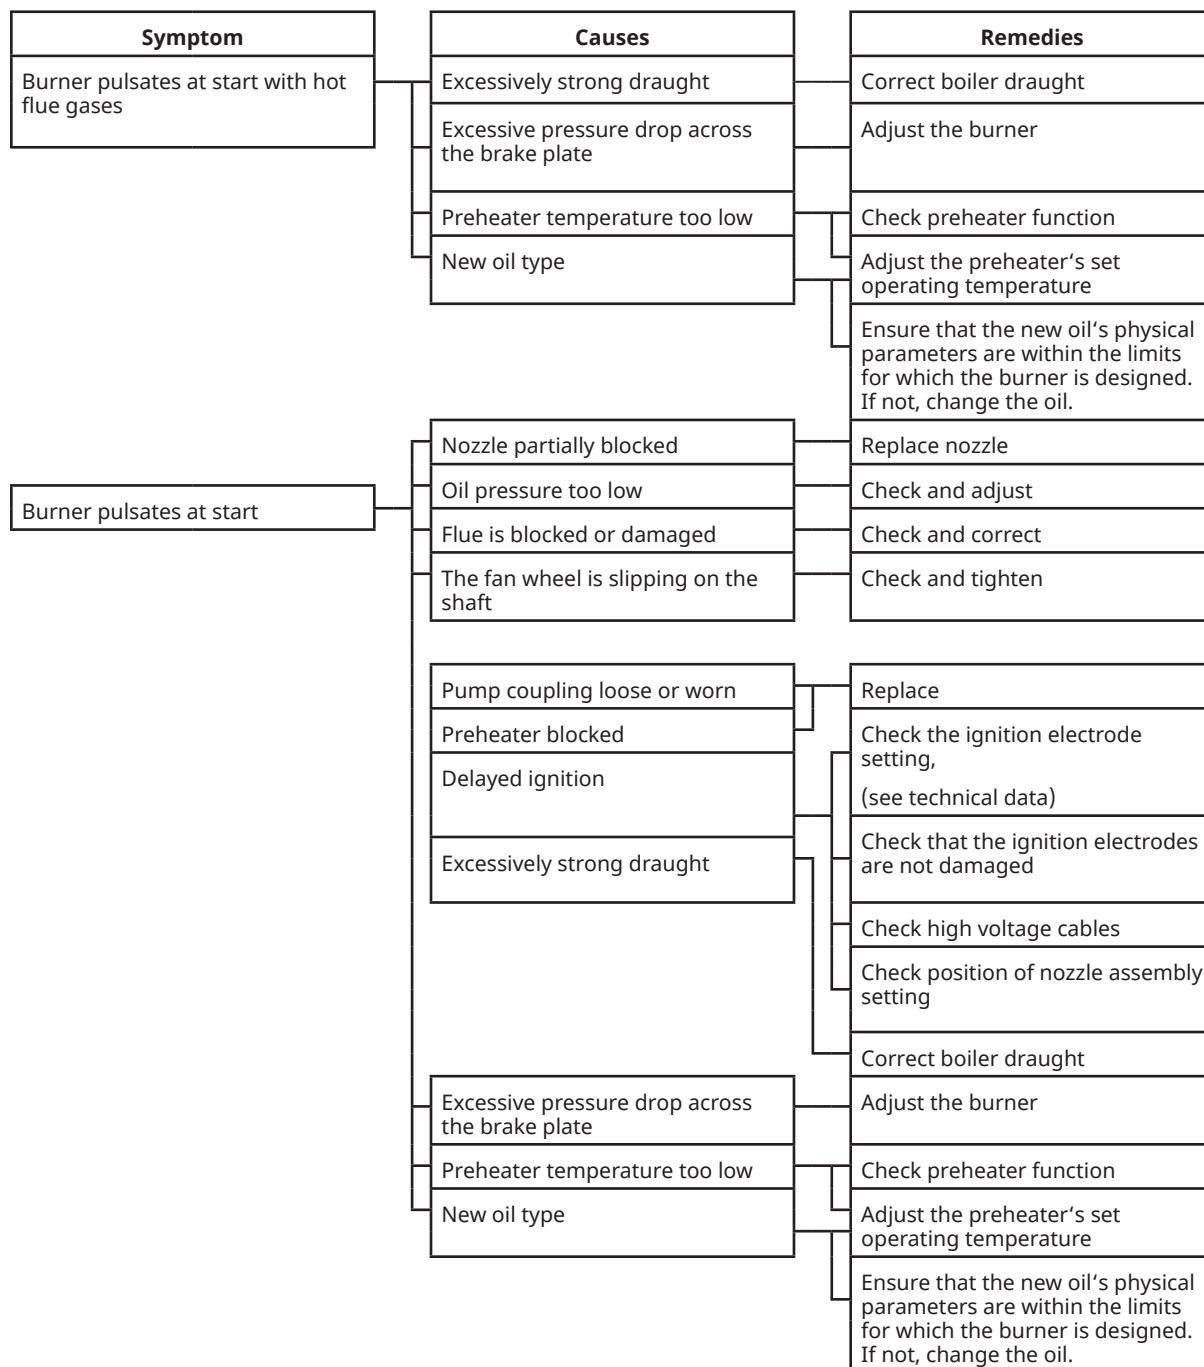 Symptom
Causes
Remedies
Burner pulsates at start with hot
flue gases
Excessively strong draught
Correct boiler draught
Excessive pressure drop across
the brake plate
Adjust the burner
Preheater temperature too low
Check preheater function
New oil type
Adjust the preheater‘s set
operating temperature
Ensure that the new oil‘s physical
parameters are within the limits
for which the burner is designed.
If not, change the oil.
Burner pulsates at start
Nozzle partially blocked
Replace nozzle
Oil pressure too low
Check and adjust
Flue is blocked or damaged
Check and correct
The fan wheel is slipping on the
shaft
Check and tighten
Pump coupling loose or worn
Replace
Preheater blocked
Check the ignition electrode
setting,
(see technical data)
Delayed ignition
Check that the ignition electrodes
are not damaged
Excessively strong draught
Check high voltage cables
Check position of nozzle assembly
setting
Correct boiler draught
Excessive pressure drop across
the brake plate
Adjust the burner
Preheater temperature too low
Check preheater function
New oil type
Adjust the preheater‘s set
operating temperature
Ensure that the new oil‘s physical
parameters are within the limits
for which the burner is designed.
If not, change the oil.